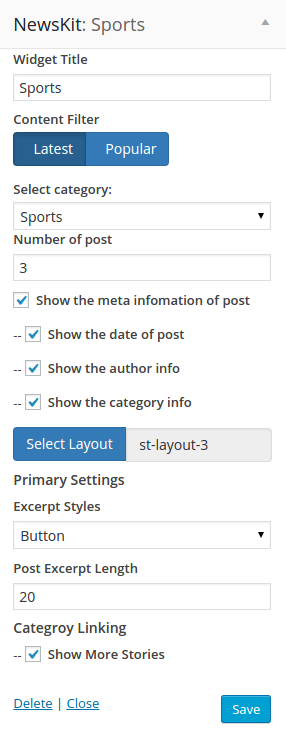 NewsKit: Sports
Widget Title
Sports
Content Filter
Latest Popular
Select category:
Sports
Number of post
3
Show the meta infomation of post
-- Show the date of post
-- Show the author info
-- Show the category info
Select Layout st-layout-3
Primary Settings
Excerpt Styles
Button
Post Excerpt Length
20
Categroy Linking
-- Show More Stories
Delete | Close Save